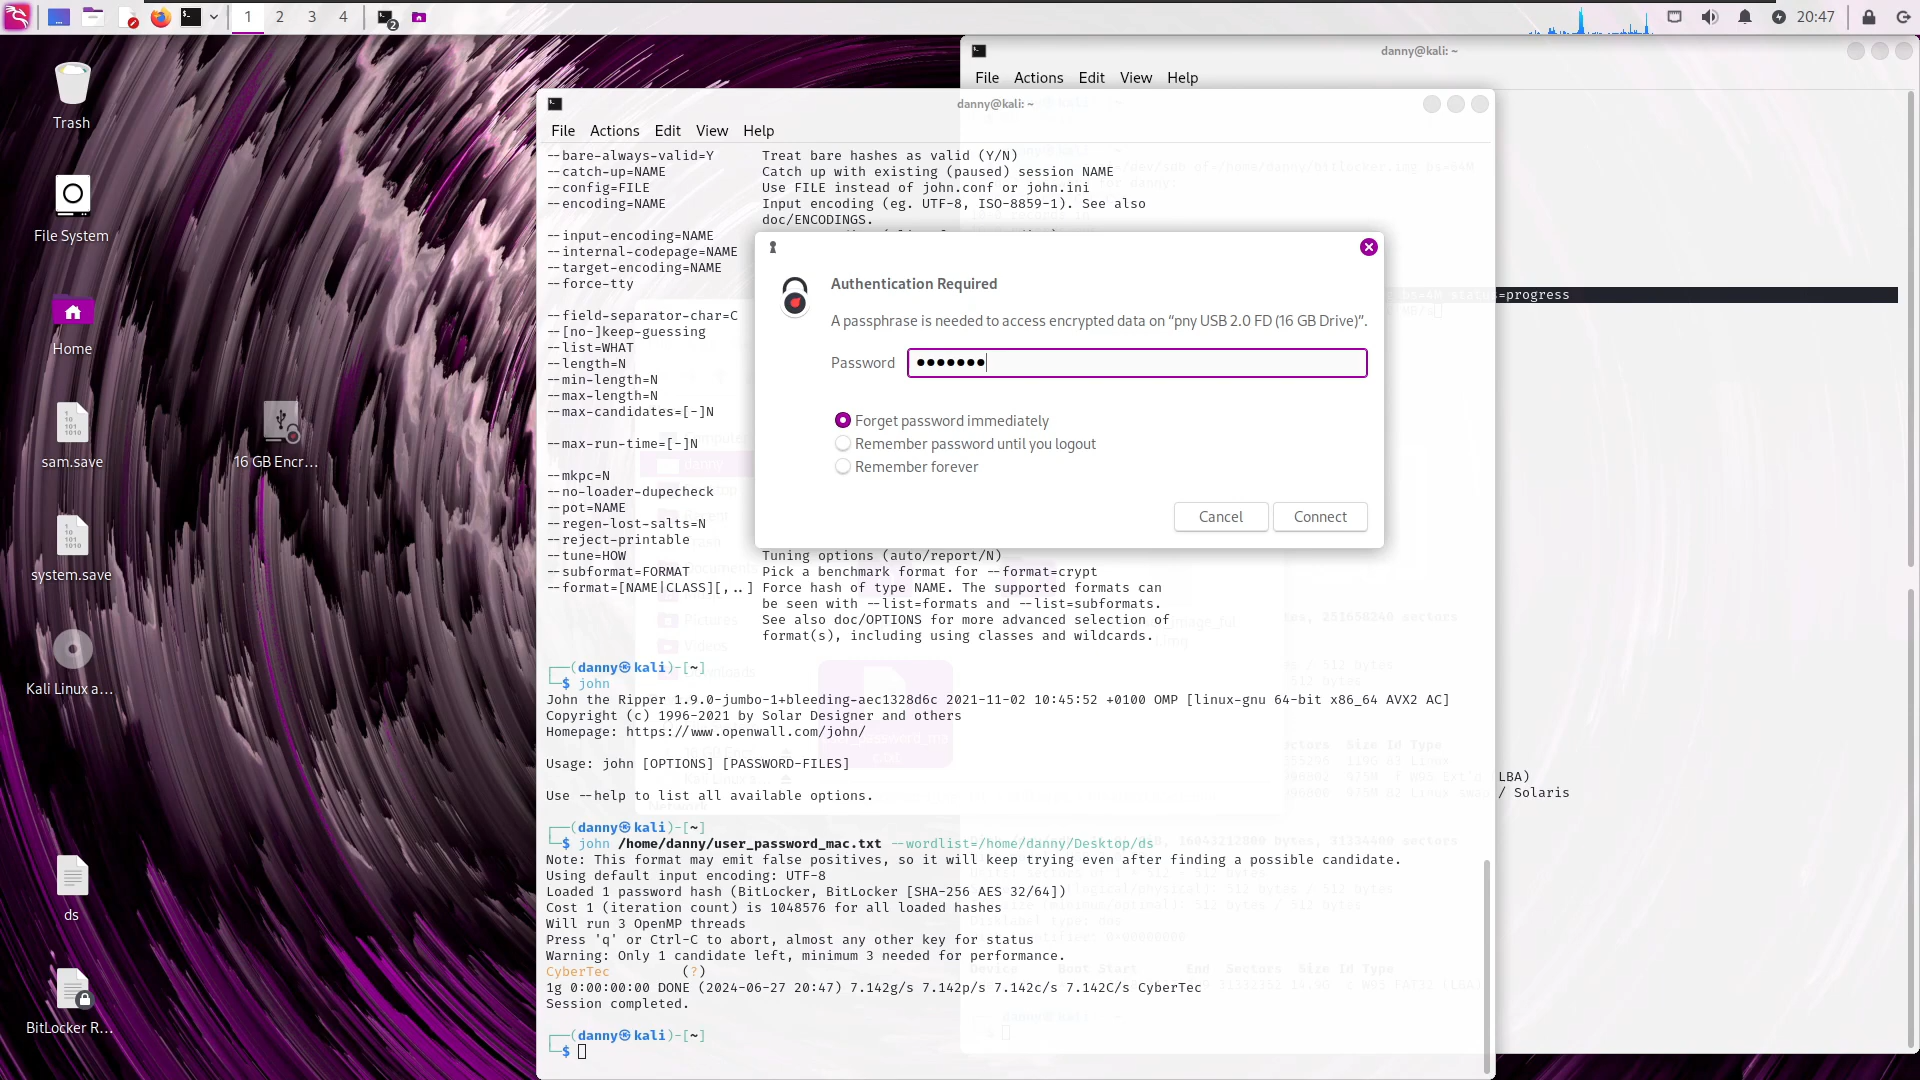 1 2 3 4 2 20:47
Trash
File System
Home
sam.save
16 GB Encr...
system.save
Kali Linux a...
ds
BitLocker R...
danny@kali: ~
File Actions Edit View Help
status=progress
LBA)
/ Solaris
danny@kali: ~
File Actions Edit View Help
--bare-always-valid=Y Treat bare hashes as valid (Y/N)
--catch-up=NAME Catch up with existing (paused) session NAME
--config=FILE Use FILE instead of john.conf or john.ini
--encoding=NAME Input encoding (eg. UTF-8, ISO-8859-1). See also
doc/ENCODINGS.
--input-encoding=NAME
--internal-codepage=NAME
--target-encoding=NAME
--force-tty
--field-separator-char=C
--[no-]keep-guessing
--list=WHAT
--length=N
--min-length=N
--max-length=N
--max-candidates=[-]N
--max-run-time=[-]N
--mkpc=N
--no-loader-dupecheck
--pot=NAME
--regen-lost-salts=N
--reject-printable
--tune=HOW Tuning options (auto/report/N)
--subformat=FORMAT Pick a benchmark format for --format=crypt
--format=[NAME|CLASS][,..] Force hash of type NAME. The supported formats can
be seen with --list=formats and --list=subformats.
See also doc/OPTIONS for more advanced selection of
format(s), including using classes and wildcards.
┌──(danny㉿kali)-[~]
└─$ john
John the Ripper 1.9.0-jumbo-1+bleeding-aec1328d6c 2021-11-02 10:45:52 +0100 OMP [linux-gnu 64-bit x86_64 AVX2 AC]
Copyright (c) 1996-2021 by Solar Designer and others
Homepage: https://www.openwall.com/john/
Usage: john [OPTIONS] [PASSWORD-FILES]
Use --help to list all available options.
┌──(danny㉿kali)-[~]
└─$ john /home/danny/user_password_mac.txt --wordlist=/home/danny/Desktop/ds
Note: This format may emit false positives, so it will keep trying even after finding a possible candidate.
Using default input encoding: UTF-8
Loaded 1 password hash (BitLocker, BitLocker [SHA-256 AES 32/64])
Cost 1 (iteration count) is 1048576 for all loaded hashes
Will run 3 OpenMP threads
Press 'q' or Ctrl-C to abort, almost any other key for status
Warning: Only 1 candidate left, minimum 3 needed for performance.
CyberTec (?)
1g 0:00:00:00 DONE (2024-06-27 20:47) 7.142g/s 7.142p/s 7.142c/s 7.142C/s CyberTec
Session completed.
┌──(danny㉿kali)-[~]
└─$
Authentication Required
A passphrase is needed to access encrypted data on “pny USB 2.0 FD (16 GB Drive)”.
Password ●●●●●●●
Forget password immediately
Remember password until you logout
Remember forever
Cancel Connect